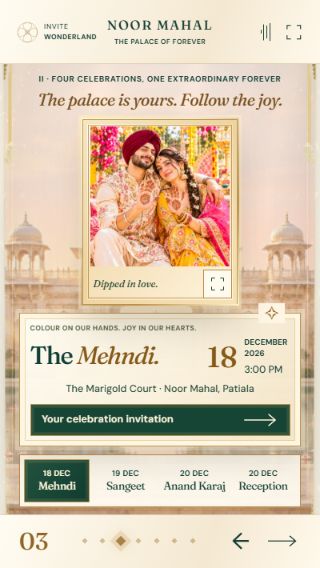 INVITE
WONDERLAND
NOOR MAHAL
THE PALACE OF FOREVER
II · FOUR CELEBRATIONS, ONE EXTRAORDINARY FOREVER
The palace is yours. Follow the joy.
Dipped in love.
COLOUR ON OUR HANDS. JOY IN OUR HEARTS.
The Mehndi.
18 DECEMBER 2026
3:00 PM
The Marigold Court · Noor Mahal, Patiala
Your celebration invitation
18 DEC
Mehndi
19 DEC
Sangeet
20 DEC
Anand Karaj
20 DEC
Reception
03